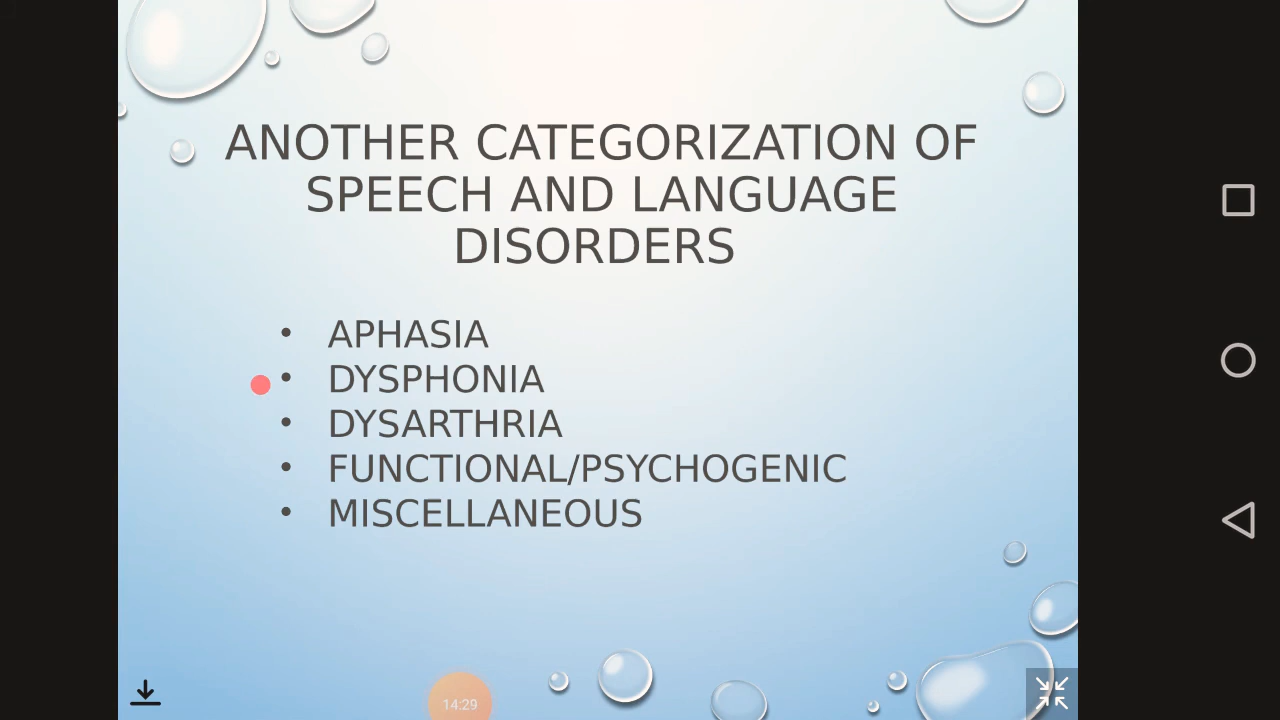 ANOTHER CATEGORIZATION OF
SPEECH AND LANGUAGE
DISORDERS
• APHASIA
• DYSPHONIA
• DYSARTHRIA
• FUNCTIONAL/PSYCHOGENIC
• MISCELLANEOUS
14:29